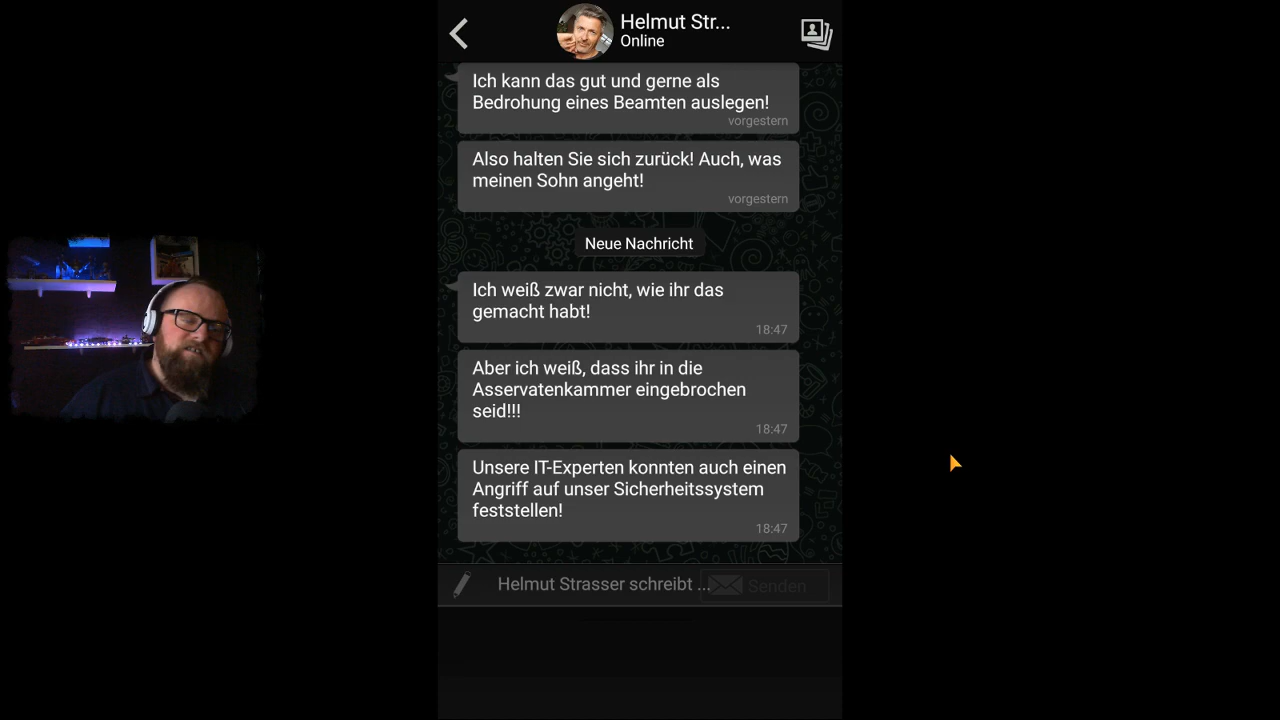 Helmut Str...
Online
Ich kann das gut und gerne als
Bedrohung eines Beamten auslegen!
vorgestern
Also halten Sie sich zurück! Auch, was
meinen Sohn angeht!
vorgestern
Neue Nachricht
Ich weiß zwar nicht, wie ihr das
gemacht habt!
18:47
Aber ich weiß, dass ihr in die
Asservatenkammer eingebrochen
seid!!!
18:47
Unsere IT-Experten konnten auch einen
Angriff auf unser Sicherheitssystem
feststellen!
18:47
Helmut Strasser schreibt ... Senden